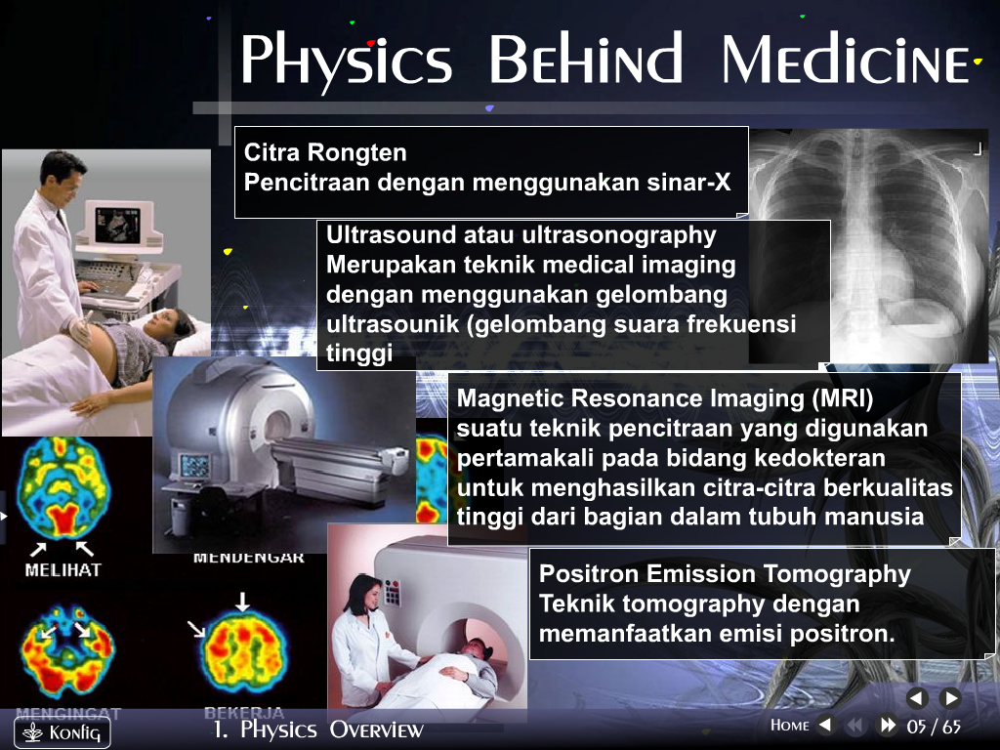 Physics Behind Medicine
Citra Rongten
Pencitraan dengan menggunakan sinar-X
Ultrasound atau ultrasonography
Merupakan teknik medical imaging
dengan menggunakan gelombang
ultrasounik (gelombang suara frekuensi
tinggi
Magnetic Resonance Imaging (MRI)
suatu teknik pencitraan yang digunakan
pertamakali pada bidang kedokteran
untuk menghasilkan citra-citra berkualitas
tinggi dari bagian dalam tubuh manusia
Positron Emission Tomography
Teknik tomography dengan
memanfaatkan emisi positron.
MELIHAT
MENDENGAR
MENGINGAT
BEKERJA
Konfig
1. Physics Overview
Home
05 / 65